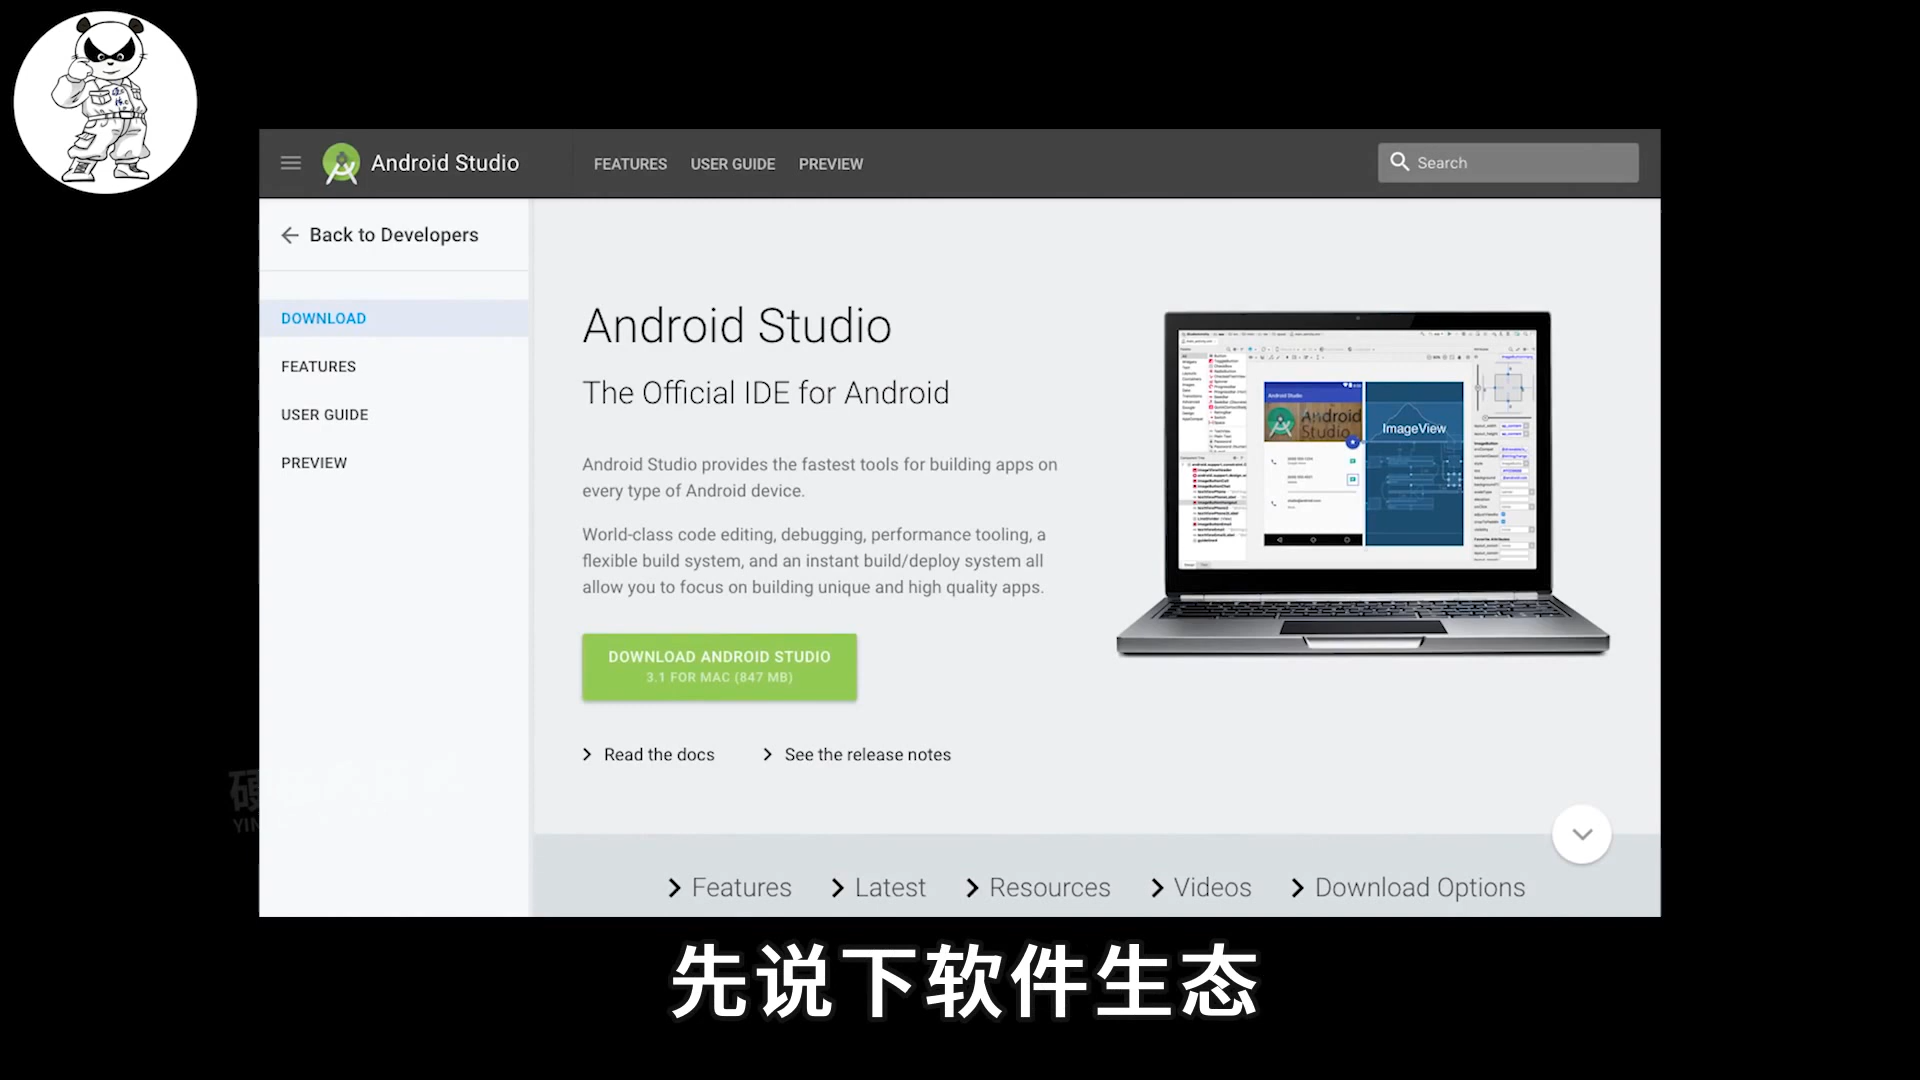 Android Studio
FEATURES
USER GUIDE
PREVIEW
Search
Back to Developers
DOWNLOAD
FEATURES
USER GUIDE
PREVIEW
Android Studio
The Official IDE for Android
Android Studio provides the fastest tools for building apps on
every type of Android device.
World-class code editing, debugging, performance tooling, a
flexible build system, and an instant build/deploy system all
allow you to focus on building unique and high quality apps.
DOWNLOAD ANDROID STUDIO
3.1 FOR MAC (847 MB)
Read the docs
See the release notes
Android Studio
Android
Studio
ImageView
Features
Latest
Resources
Videos
Download Options
先说下软件生态